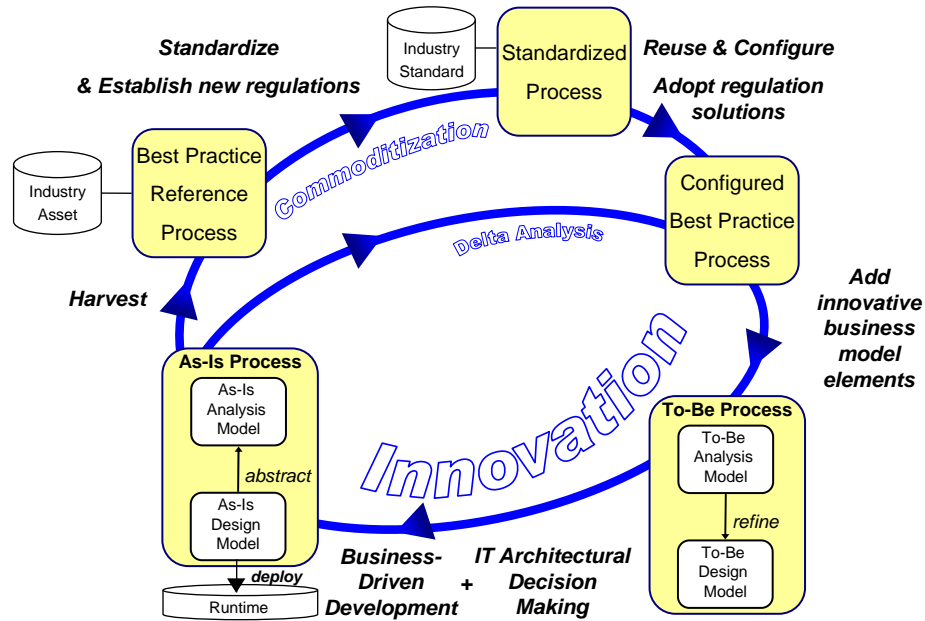 Standardize
& Establish new regulations
Industry
Standard
Standardized
Process
Reuse & Configure
Adopt regulation
solutions
Best Practice
Reference
Process
Industry
Asset
Commoditization
Configured
Best Practice
Process
Delta Analysis
Harvest
Add
innovative
business
model
elements
As-Is Process
As-Is
Analysis
Model
abstract
As-Is
Design
Model
deploy
Runtime
Innovation
To-Be Process
To-Be
Analysis
Model
refine
To-Be
Design
Model
Business-
Driven
Development
+
IT Architectural
Decision
Making